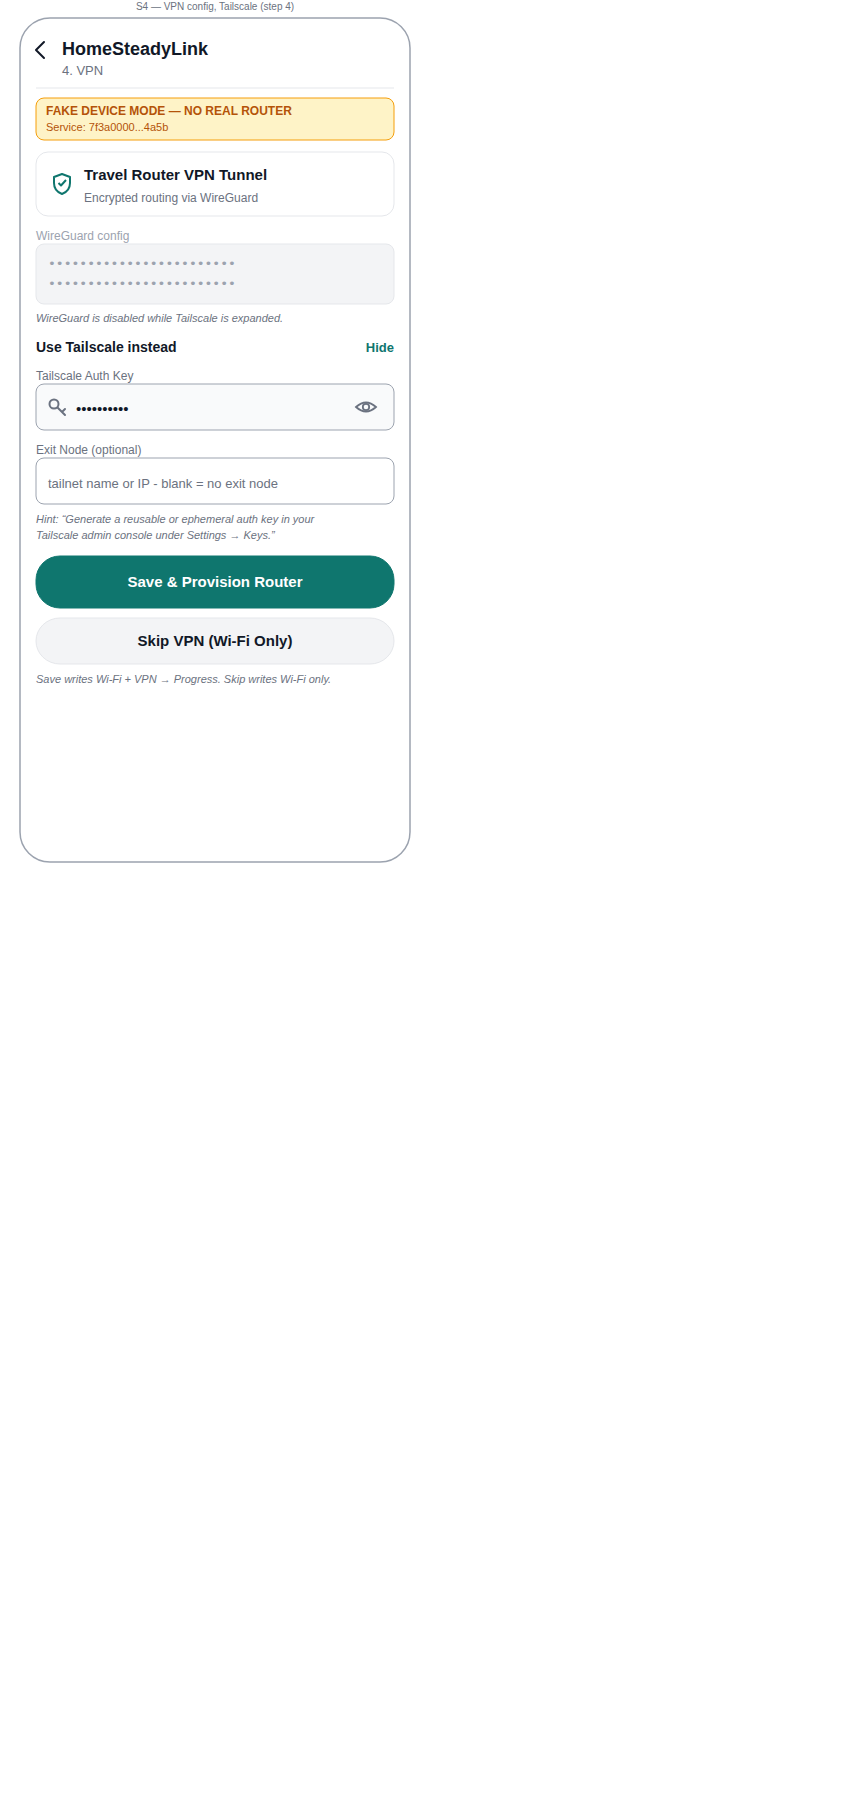 S4 — VPN config, Tailscale (step 4)
HomeSteadyLink
4. VPN
FAKE DEVICE MODE — NO REAL ROUTER
Service: 7f3a0000...4a5b
Travel Router VPN Tunnel
Encrypted routing via WireGuard
WireGuard config
••••••••••••••••••••••••
••••••••••••••••••••••••
WireGuard is disabled while Tailscale is expanded.
Use Tailscale instead
Hide
Tailscale Auth Key
••••••••••
Exit Node (optional)
tailnet name or IP - blank = no exit node
Hint: “Generate a reusable or ephemeral auth key in your
Tailscale admin console under Settings → Keys.”
Save & Provision Router
Skip VPN (Wi-Fi Only)
Save writes Wi-Fi + VPN → Progress. Skip writes Wi-Fi only.